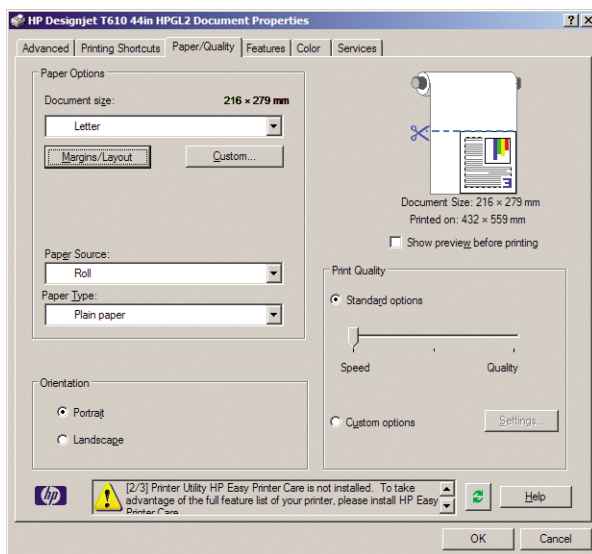 HP Designjet T610 44in HPGL2 Document Properties
Advanced Printing Shortcuts Paper/Quality Features Color Services
Paper Options
Document size: 216 × 279 mm
Letter
Margins/Layout Custom...
3
Document Size: 216 × 279 mm
Printed on: 432 × 559 mm
Show preview before printing
Paper Source:
Roll
Paper Type:
Plain paper
Print Quality
Standard options
Speed Quality
Custom options Settings...
Orientation
Portrait
Landscape
hp
[2/3] Printer Utility HP Easy Printer Care is not installed. To take
advantage of the full feature list of your printer, please install HP Easy
Printer Care
Help
OK Cancel